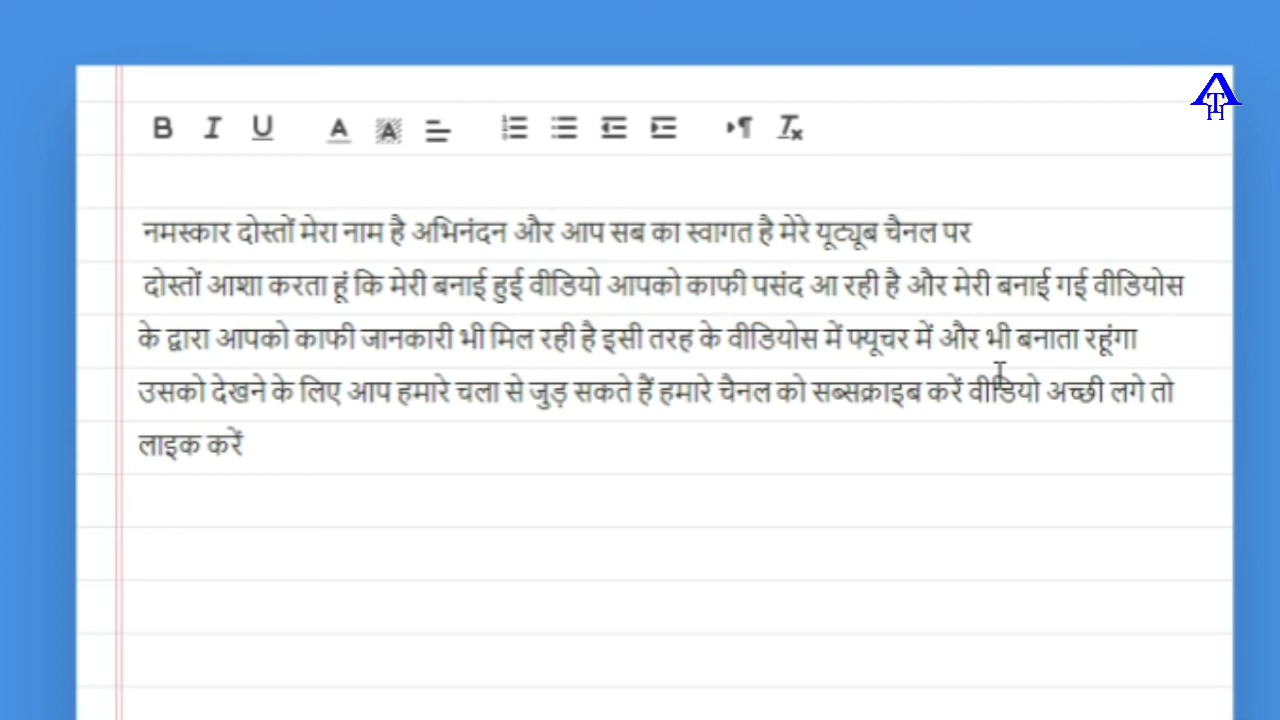 ATH
B I U A A
नमस्कार दोस्तों मेरा नाम है अभिनंदन और आप सब का स्वागत है मेरे यूट्यूब चैनल पर
दोस्तों आशा करता हूं कि मेरी बनाई हुई वीडियो आपको काफी पसंद आ रही है और मेरी बनाई गई वीडियोस
के द्वारा आपको काफी जानकारी भी मिल रही है इसी तरह के वीडियोस में फ्यूचर में और भी बनाता रहूंगा
उसको देखने के लिए आप हमारे चला से जुड़ सकते हैं हमारे चैनल को सब्सक्राइब करें वीडियो अच्छी लगे तो
लाइक करें